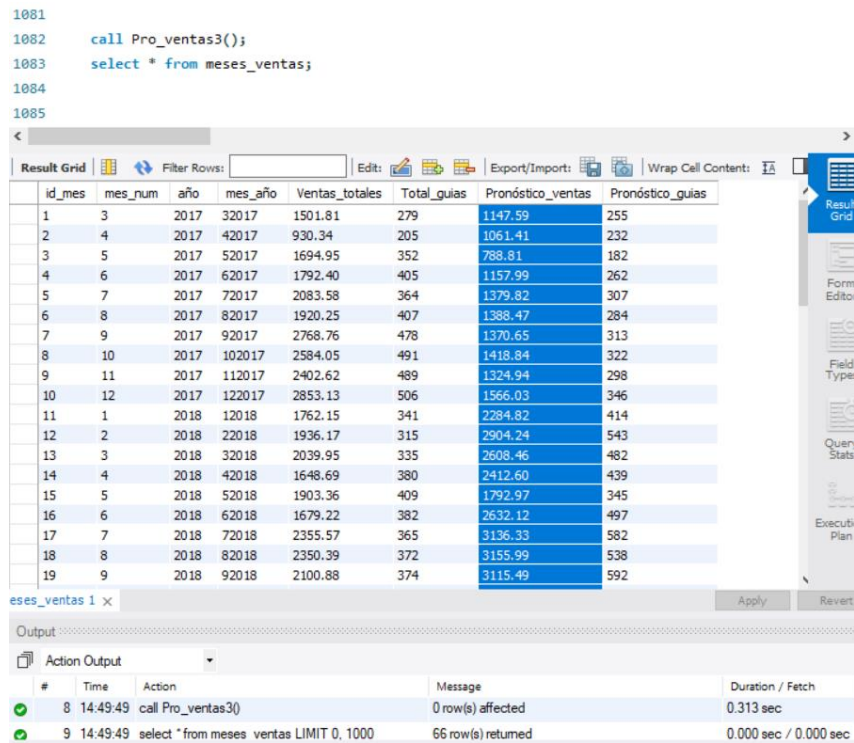 1081
1082 call Pro_ventas3();
1083 select * from meses_ventas;
1084
1085
Result Grid Filter Rows: Edit: Export/Import: Wrap Cell Content:
id_mes mes_num año mes_año Ventas_totales Total_guias Pronóstico_ventas Pronóstico_guias
1 3 2017 32017 1501.81 279 1147.59 255
2 4 2017 42017 930.34 205 1061.41 232
3 5 2017 52017 1694.95 352 788.81 182
4 6 2017 62017 1792.40 405 1157.99 262
5 7 2017 72017 2083.58 364 1379.82 307
6 8 2017 82017 1920.25 407 1388.47 284
7 9 2017 92017 2768.76 478 1370.65 313
8 10 2017 102017 2584.05 491 1418.84 322
9 11 2017 112017 2402.62 489 1324.94 298
10 12 2017 122017 2853.13 506 1566.03 346
11 1 2018 12018 1762.15 341 2284.82 414
12 2 2018 22018 1936.17 315 2904.24 543
13 3 2018 32018 2039.95 335 2608.46 482
14 4 2018 42018 1648.69 380 2412.60 439
15 5 2018 52018 1903.36 409 1792.97 345
16 6 2018 62018 1679.22 382 2632.12 497
17 7 2018 72018 2355.57 365 3136.33 582
18 8 2018 82018 2350.39 372 3155.99 538
19 9 2018 92018 2100.88 374 3115.49 592
Result
Grid
Form
Editor
Field
Types
Query
Stats
Execution
Plan
eses_ventas 1 Apply Revert
Output
Action Output
# Time Action Message Duration / Fetch
8 14:49:49 call Pro_ventas3() 0 row(s) affected 0.313 sec
9 14:49:49 select * from meses_ventas LIMIT 0, 1000 66 row(s) returned 0.000 sec / 0.000 sec